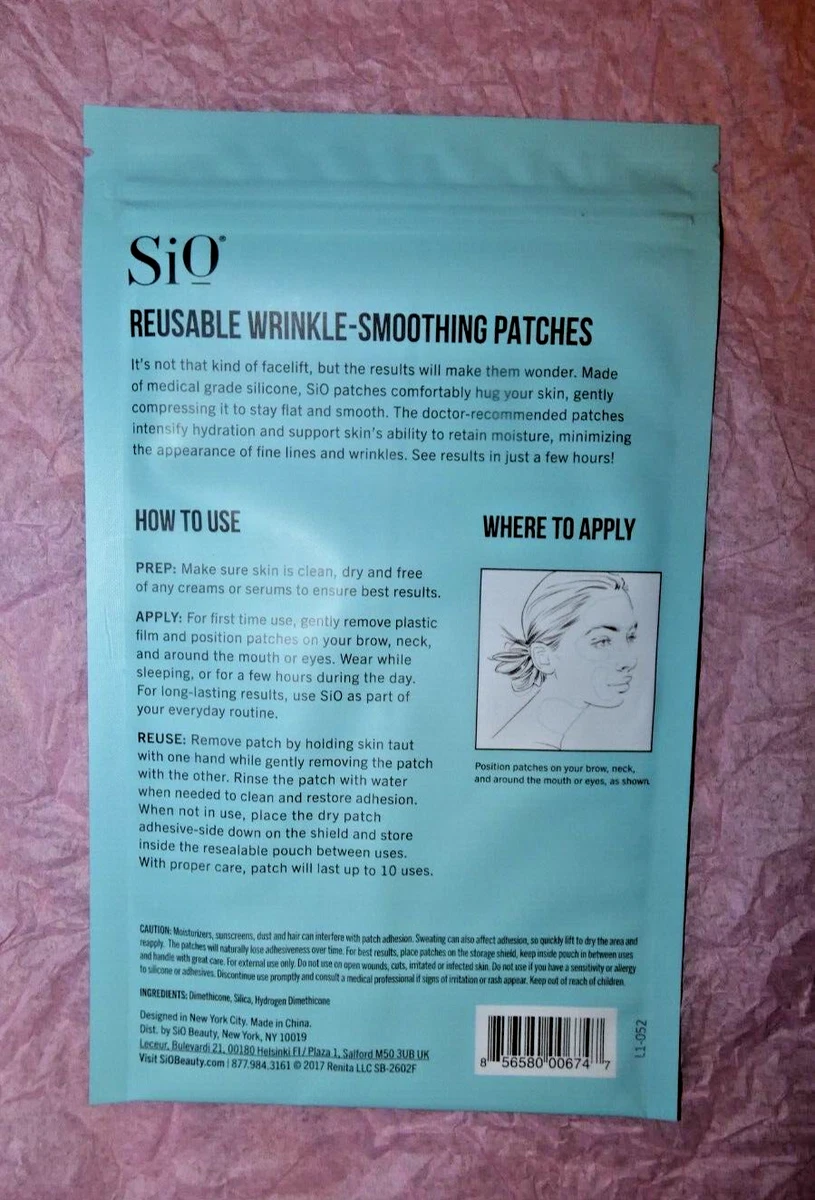 SiO®
REUSABLE WRINKLE-SMOOTHING PATCHES
It's not that kind of facelift, but the results will make them wonder. Made
of medical grade silicone, SiO patches comfortably hug your skin, gently
compressing it to stay flat and smooth. The doctor-recommended patches
intensify hydration and support skin's ability to retain moisture, minimizing
the appearance of fine lines and wrinkles. See results in just a few hours!
HOW TO USE
PREP: Make sure skin is clean, dry and free
of any creams or serums to ensure best results.
APPLY: For first time use, gently remove plastic
film and position patches on your brow, neck,
and around the mouth or eyes. Wear while
sleeping, or for a few hours during the day.
For long-lasting results, use SiO as part of
your everyday routine.
REUSE: Remove patch by holding skin taut
with one hand while gently removing the patch
with the other. Rinse the patch with water
when needed to clean and restore adhesion.
When not in use, place the dry patch
adhesive-side down on the shield and store
inside the resealable pouch between uses.
With proper care, patch will last up to 10 uses.
WHERE TO APPLY
Position patches on your brow, neck,
and around the mouth or eyes, as shown.
CAUTION: Moisturizers, sunscreens, dust and hair can interfere with patch adhesion. Sweating can also affect adhesion, so quickly lift to dry the area and
reapply. The patches will naturally lose adhesiveness over time. For best results, place patches on the storage shield, keep inside pouch in between uses
and handle with great care. For external use only. Do not use on open wounds, cuts, irritated or infected skin. Do not use if you have a sensitivity or allergy
to silicone or adhesives. Discontinue use promptly and consult a medical professional if signs of irritation or rash appear. Keep out of reach of children.
INGREDIENTS: Dimethicone, Silica, Hydrogen Dimethicone
Designed in New York City. Made in China.
Dist. by SiO Beauty, New York, NY 10019
Leceur, Bulevardi 21, 00180 Helsinki FI / Plaza 1, Salford M50 3UB UK
Visit SiOBeauty.com | 877.984.3161 © 2017 Renita LLC SB-2602F
8 56580 00674 7
L1-052